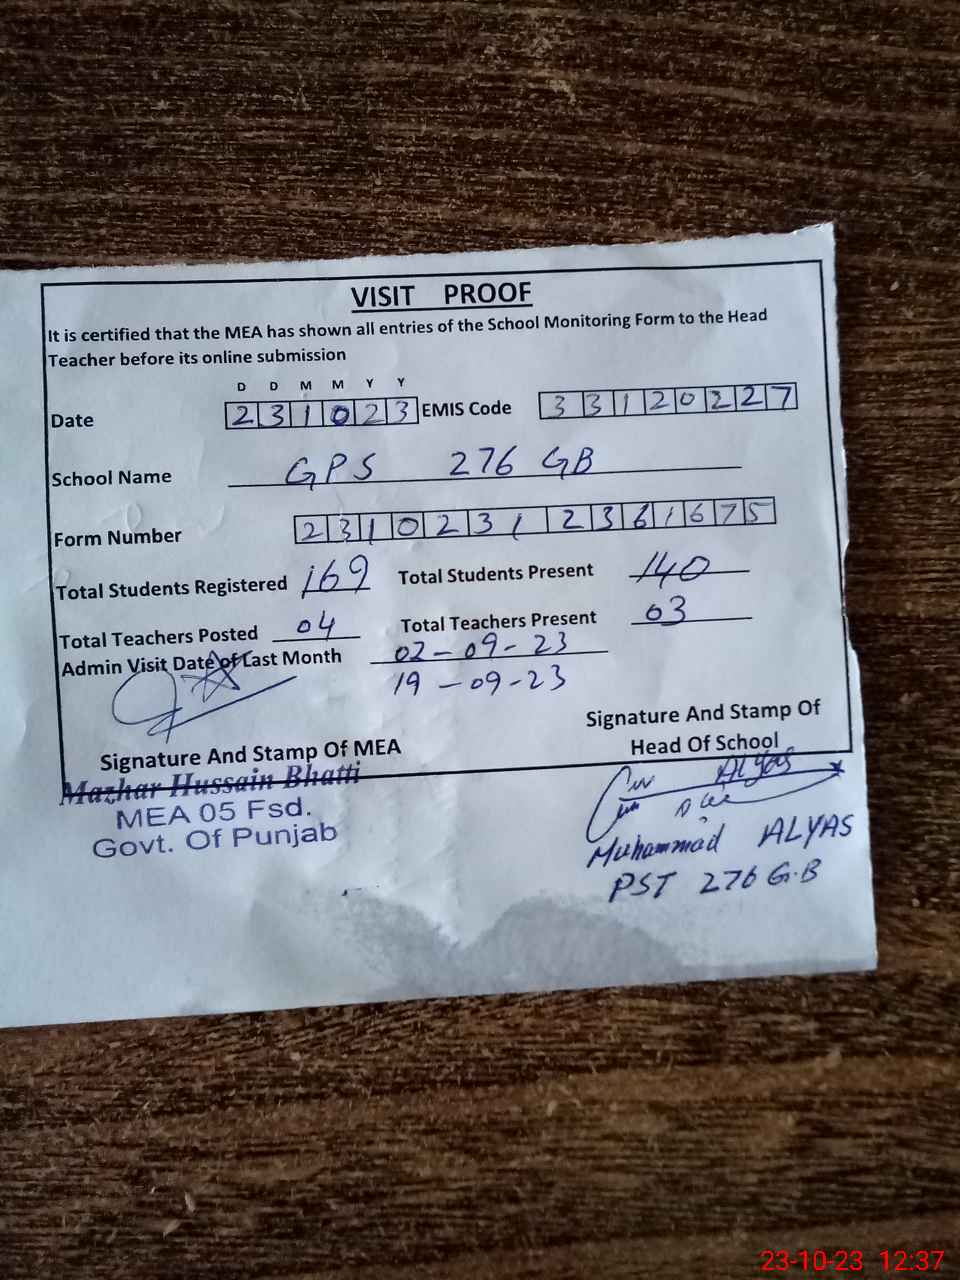 VISIT PROOF
It is certified that the MEA has shown all entries of the School Monitoring Form to the Head
Teacher before its online submission
D D M M Y Y
Date 231023 EMIS Code 33120227
School Name GPS 276 GB
Form Number 231023123661675
Total Students Registered 169 Total Students Present 140
Total Teachers Posted 04 Total Teachers Present 03
Admin Visit Date of Last Month 02-09-23
19-09-23
Signature And Stamp Of MEA
Signature And Stamp Of
Head Of School
Mazhar Hussain Bhatti
MEA 05 Fsd.
Govt. Of Punjab
ALyas
Muhammad ALYAS
PST 276 G.B
23-10-23 12:37